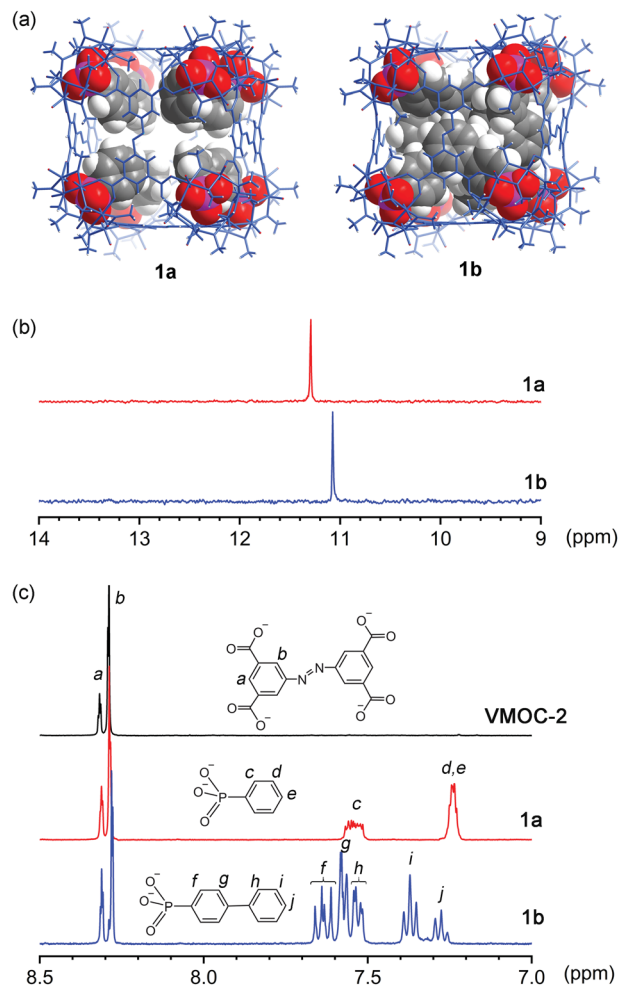 (a)
1a
1b
(b)
1a
1b
14 13 12 11 10 9 (ppm)
(c)
b
a
O⁻ O⁻
O O
b
N
a N
O O
O⁻ O⁻
VMOC-2
O⁻ c d
⁻O P e
O
c
d,e
1a
g
O⁻ f g h i
⁻O P j
O
f h i j
1b
8.5 8.0 7.5 7.0 (ppm)